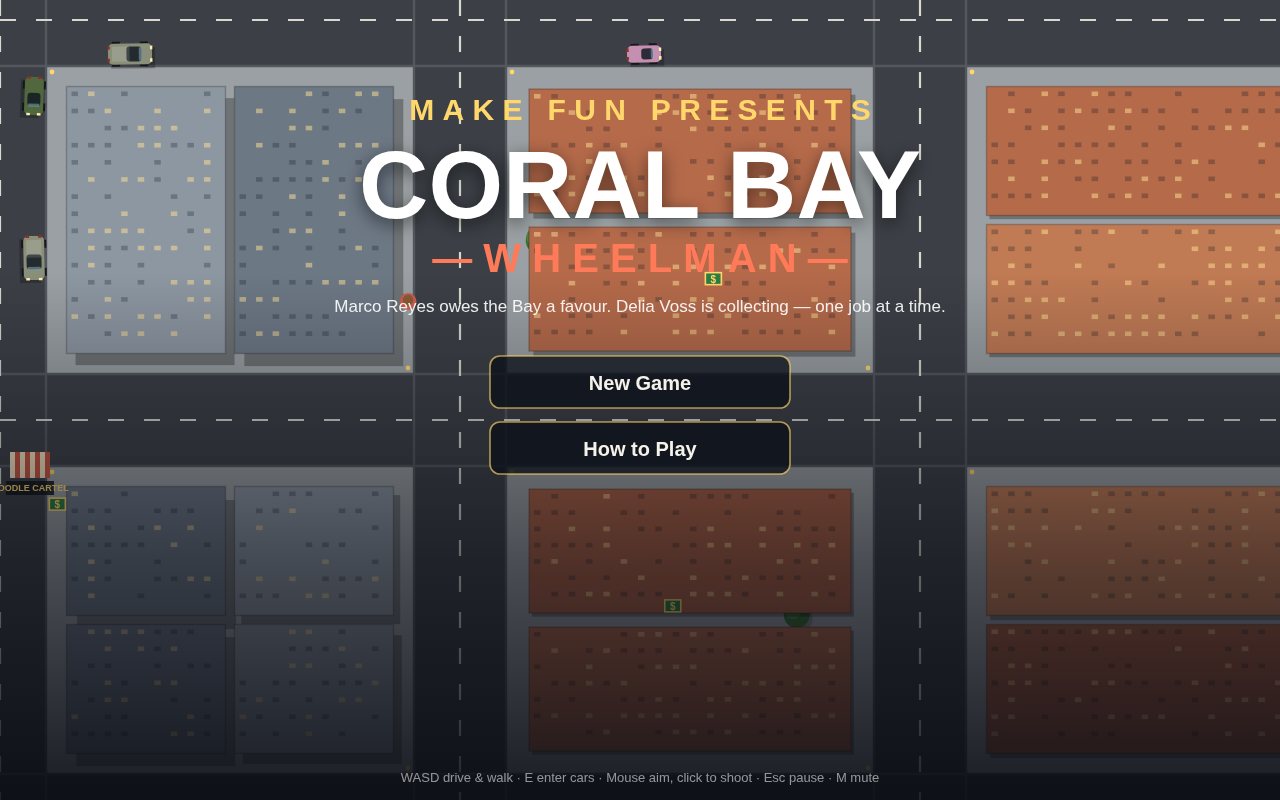 MAKE FUN PRESENTS
CORAL BAY
—WHEELMAN—
$
Marco Reyes owes the Bay a favour. Delia Voss is collecting — one job at a time.
New Game
How to Play
OODLE CARTEL
$
$
WASD drive & walk · E enter cars · Mouse aim, click to shoot · Esc pause · M mute